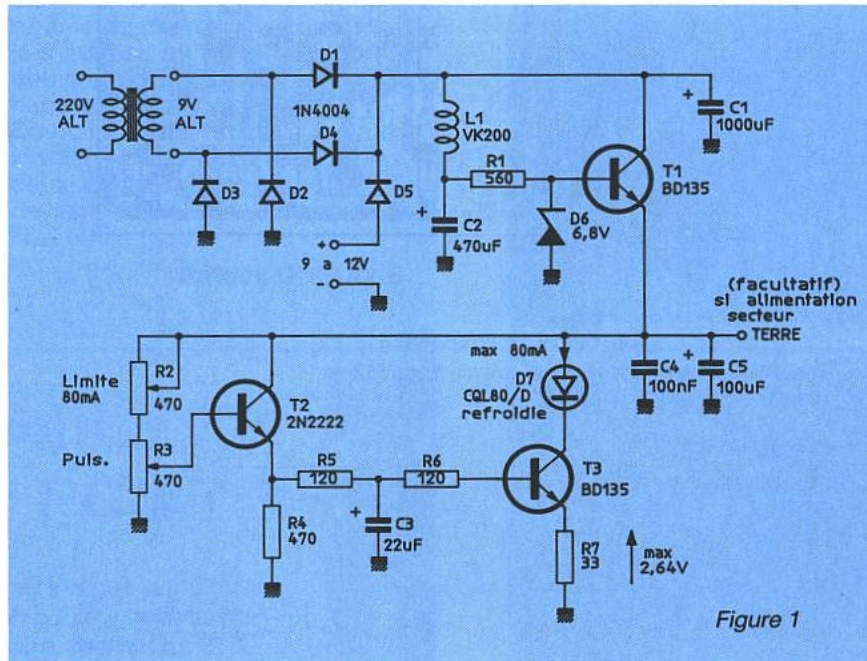 D1
220V
ALT
9V
ALT
1N4004
D4
L1
VK200
+
C1
1000uF
R1
560
T1
BD135
D3
D2
D5
+
C2
470uF
D6
6,8V
+
9 a 12V
-
(facultatif)
si alimentation
secteur
TERRE
max 80mA
R2
Limite
80mA
470
T2
2N2222
D7
CQL80/D
refroidie
C4
100nF
+
C5
100uF
R3
Puls.
470
R5
120
R6
120
T3
BD135
R4
470
+
C3
22uF
R7
33
max
2,64V
Figure 1